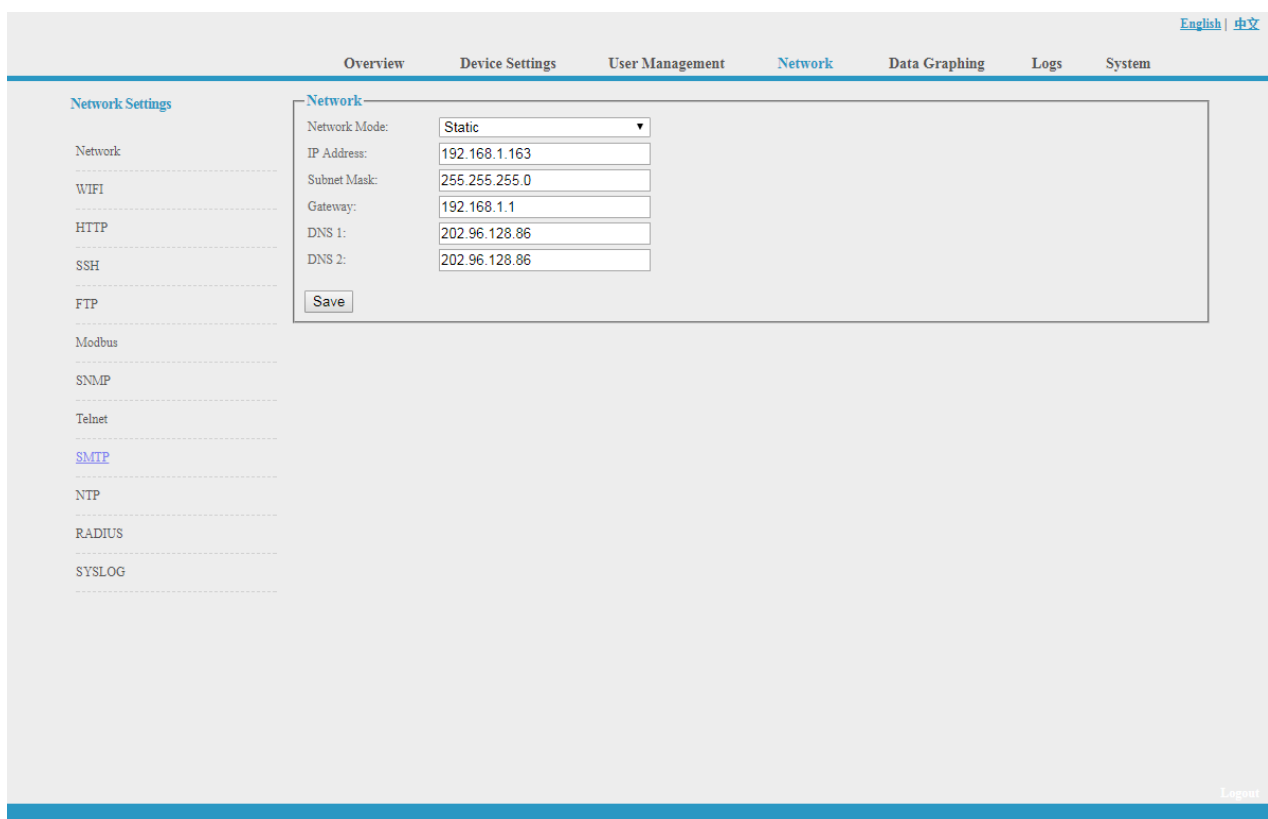 English | 中文
Overview Device Settings User Management Network Data Graphing Logs System
Network Settings
Network
WIFI
HTTP
SSH
FTP
Modbus
SNMP
Telnet
SMTP
NTP
RADIUS
SYSLOG
Network
Network Mode: Static
IP Address: 192.168.1.163
Subnet Mask: 255.255.255.0
Gateway: 192.168.1.1
DNS 1: 202.96.128.86
DNS 2: 202.96.128.86
Save
Logout